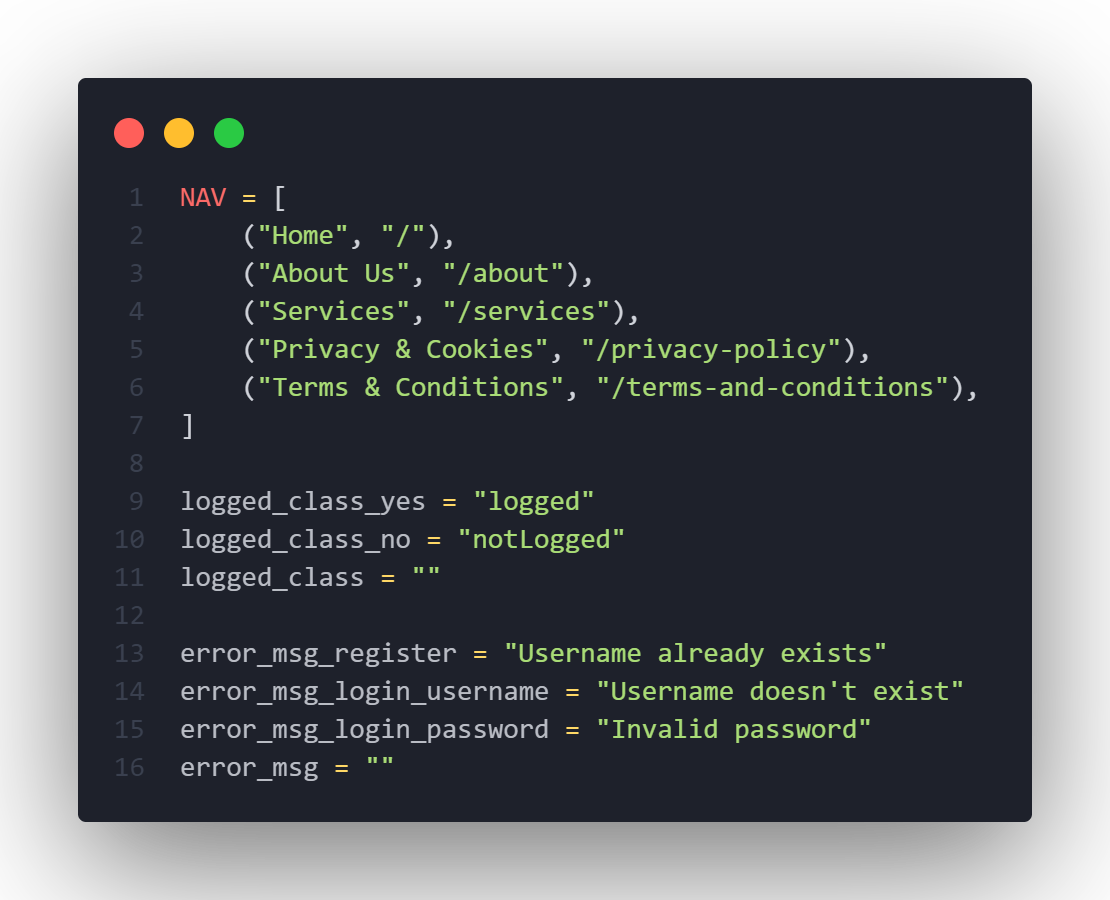 1 NAV = [
2     ("Home", "/"),
3     ("About Us", "/about"),
4     ("Services", "/services"),
5     ("Privacy & Cookies", "/privacy-policy"),
6     ("Terms & Conditions", "/terms-and-conditions"),
7 ]
8
9 logged_class_yes = "logged"
10 logged_class_no = "notLogged"
11 logged_class = ""
12
13 error_msg_register = "Username already exists"
14 error_msg_login_username = "Username doesn't exist"
15 error_msg_login_password = "Invalid password"
16 error_msg = ""